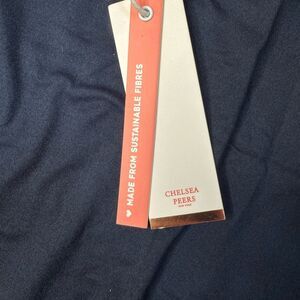 MADE FROM SUSTAINABLE FIBRES
CHELSEA
PEERS